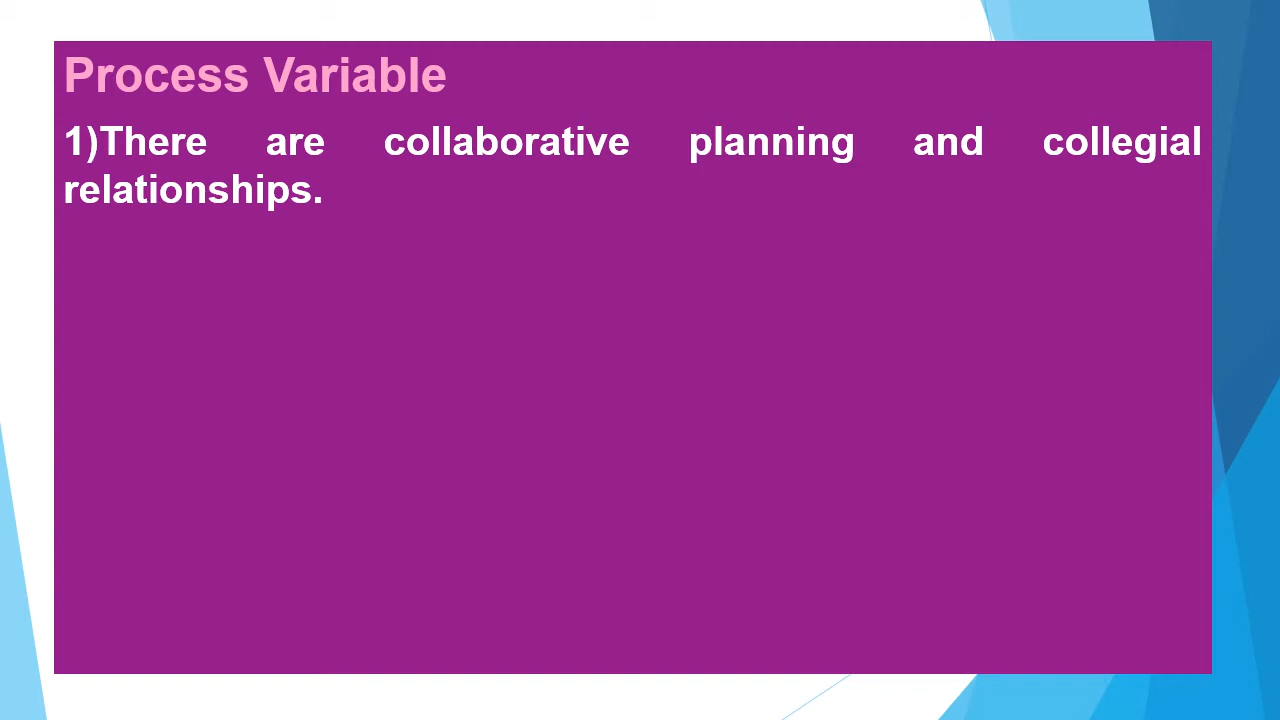 Process Variable
1)There are collaborative planning and collegial
relationships.